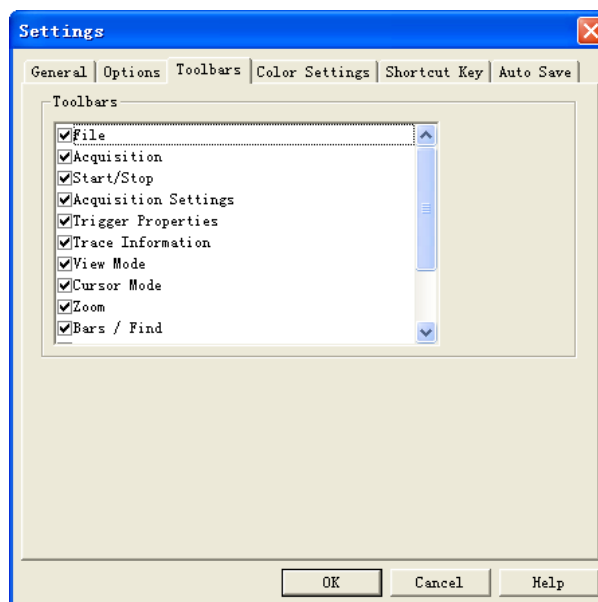 Settings
General Options Toolbars Color Settings Shortcut Key Auto Save
Toolbars
File
Acquisition
Start/Stop
Acquisition Settings
Trigger Properties
Trace Information
View Mode
Cursor Mode
Zoom
Bars / Find
OK Cancel Help